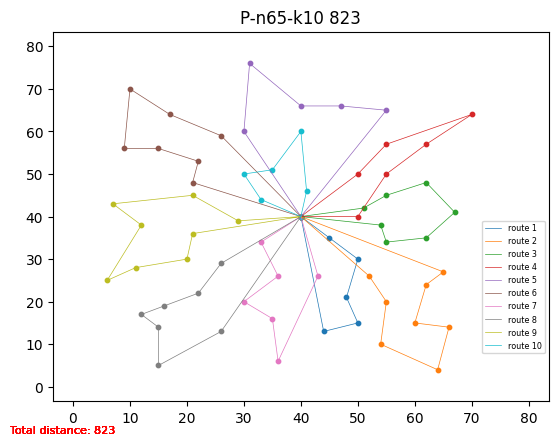 P-n65-k10 823
80
70
60
50
40
30
20
10
0
0 10 20 30 40 50 60 70 80
route 1
route 2
route 3
route 4
route 5
route 6
route 7
route 8
route 9
route 10
Total distance: 823